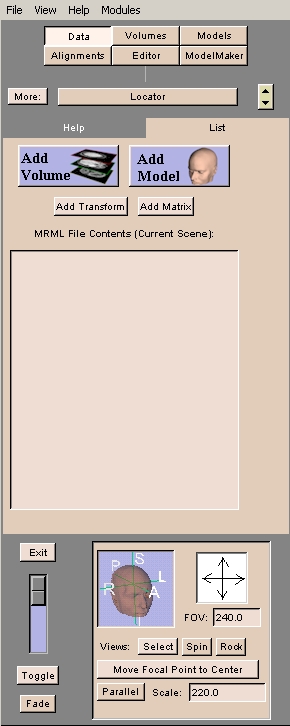 File View Help Modules
Data Volumes Models
Alignments Editor ModelMaker
More: Locator
Help List
Add Volume Add Model
Add Transform Add Matrix
MRML File Contents (Current Scene):
Exit
P S R L A
FOV: 240.0
Views: Select Spin Rock
Move Focal Point to Center
Toggle
Parallel Scale: 220.0
Fade